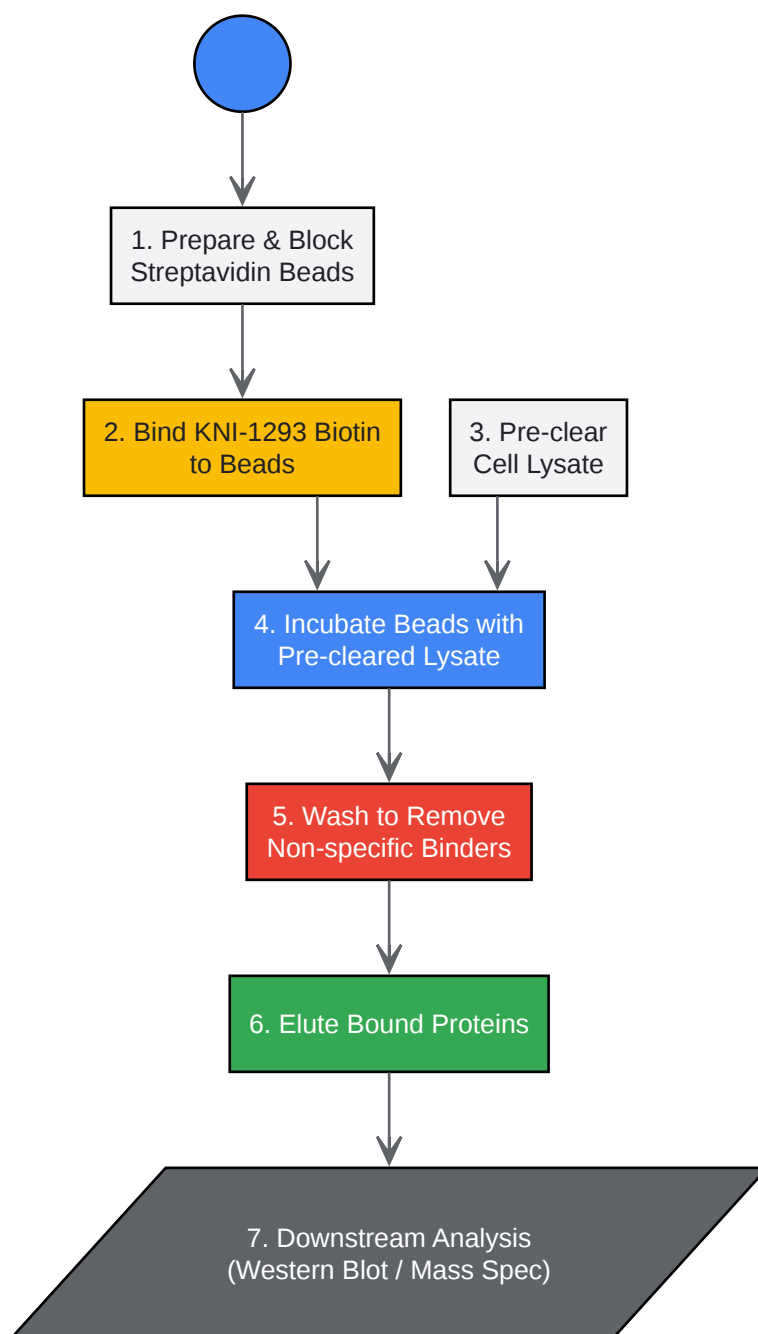 1. Prepare & Block
Streptavidin Beads
2. Bind KNI-1293 Biotin
to Beads
3. Pre-clear
Cell Lysate
4. Incubate Beads with
Pre-cleared Lysate
5. Wash to Remove
Non-specific Binders
6. Elute Bound Proteins
7. Downstream Analysis
(Western Blot / Mass Spec)